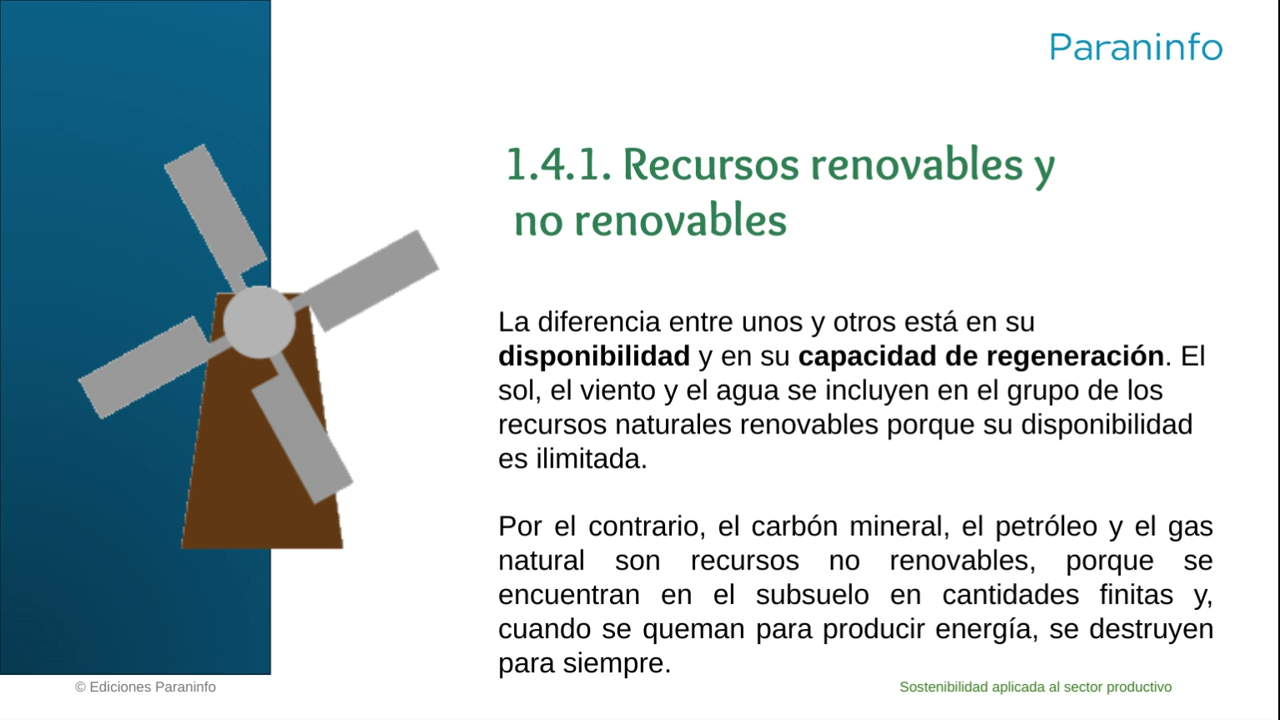 Paraninfo
1.4.1. Recursos renovables y
no renovables
La diferencia entre unos y otros está en su
disponibilidad y en su capacidad de regeneración. El
sol, el viento y el agua se incluyen en el grupo de los
recursos naturales renovables porque su disponibilidad
es ilimitada.
Por el contrario, el carbón mineral, el petróleo y el gas
natural son recursos no renovables, porque se
encuentran en el subsuelo en cantidades finitas y,
cuando se queman para producir energía, se destruyen
para siempre.
© Ediciones Paraninfo
Sostenibilidad aplicada al sector productivo